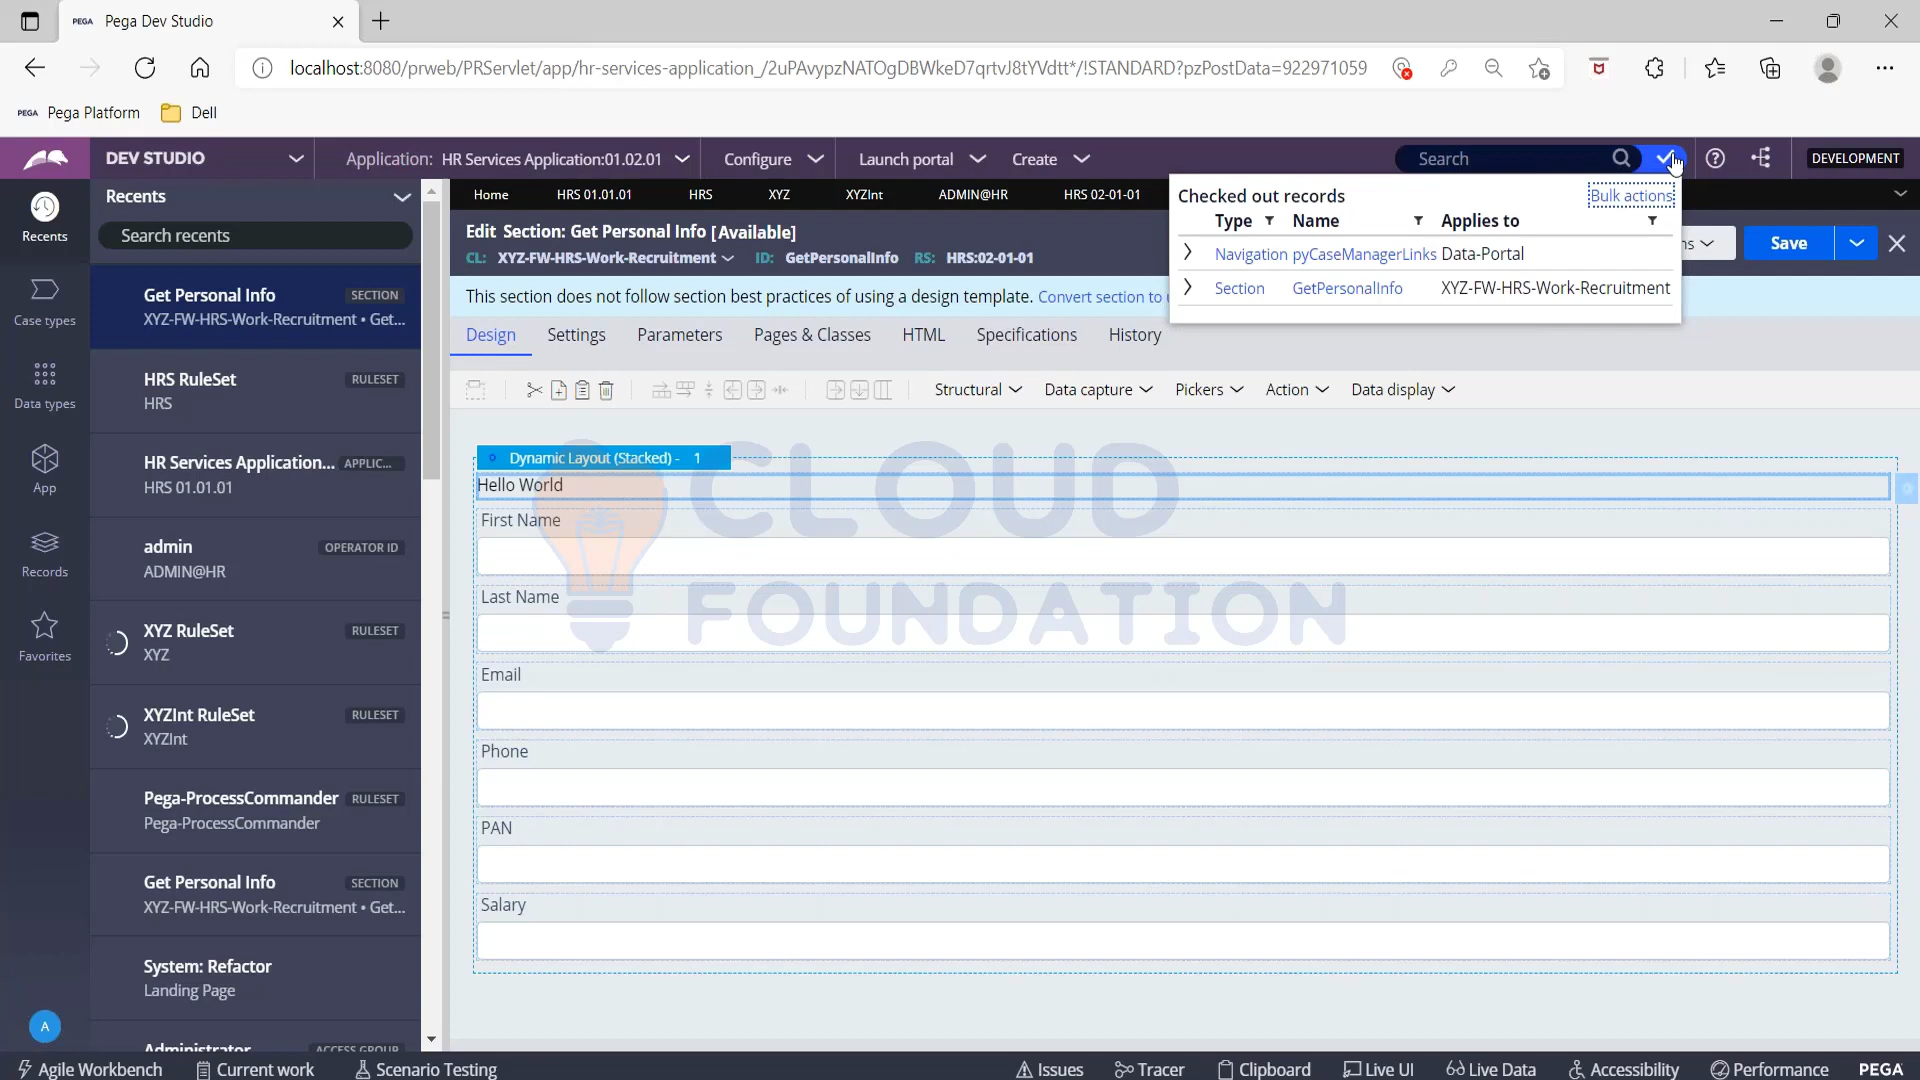 PEGA Pega Dev Studio
localhost:8080/prweb/PRServlet/app/hr-services-application_/2uPAvypzNATOgDBWkeD7qrtvJ8tYVdtt*/!STANDARD?pzPostData=922971059
PEGA Pega Platform Dell
DEV STUDIO Application: HR Services Application:01.02.01 Configure Launch portal Create Search DEVELOPMENT
Recents
Case types
Data types
App
Records
Favorites
A
Recents
Search recents
Get Personal Info SECTION
XYZ-FW-HRS-Work-Recruitment • Get...
HRS RuleSet RULESET
HRS
HR Services Application... APPLIC...
HRS 01.01.01
admin OPERATOR ID
ADMIN@HR
XYZ RuleSet RULESET
XYZ
XYZInt RuleSet RULESET
XYZInt
Pega-ProcessCommander RULESET
Pega-ProcessCommander
Get Personal Info SECTION
XYZ-FW-HRS-Work-Recruitment • Get...
System: Refactor
Landing Page
Administrator ACCESS GROUP
Home HRS 01.01.01 HRS XYZ XYZInt ADMIN@HR HRS 02-01-01
Edit Section: Get Personal Info [Available]
CL: XYZ-FW-HRS-Work-Recruitment ID: GetPersonalInfo RS: HRS:02-01-01
Save
Checked out records Bulk actions
Type Name Applies to
Navigation pyCaseManagerLinks Data-Portal
Section GetPersonalInfo XYZ-FW-HRS-Work-Recruitment
This section does not follow section best practices of using a design template. Convert section to
Design Settings Parameters Pages & Classes HTML Specifications History
Structural Data capture Pickers Action Data display
Dynamic Layout (Stacked) - 1
Hello World
First Name
Last Name
Email
Phone
PAN
Salary
CLOUD
FOUNDATION
Agile Workbench Current work Scenario Testing Issues Tracer Clipboard Live UI Live Data Accessibility Performance PEGA